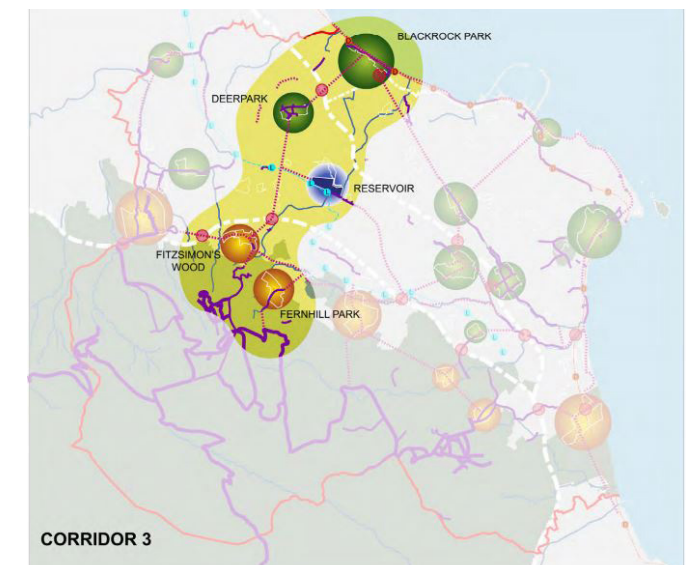 BLACKROCK PARK
DEERPARK
RESERVOIR
FITZSIMON'S
WOOD
FERNHILL PARK
CORRIDOR 3